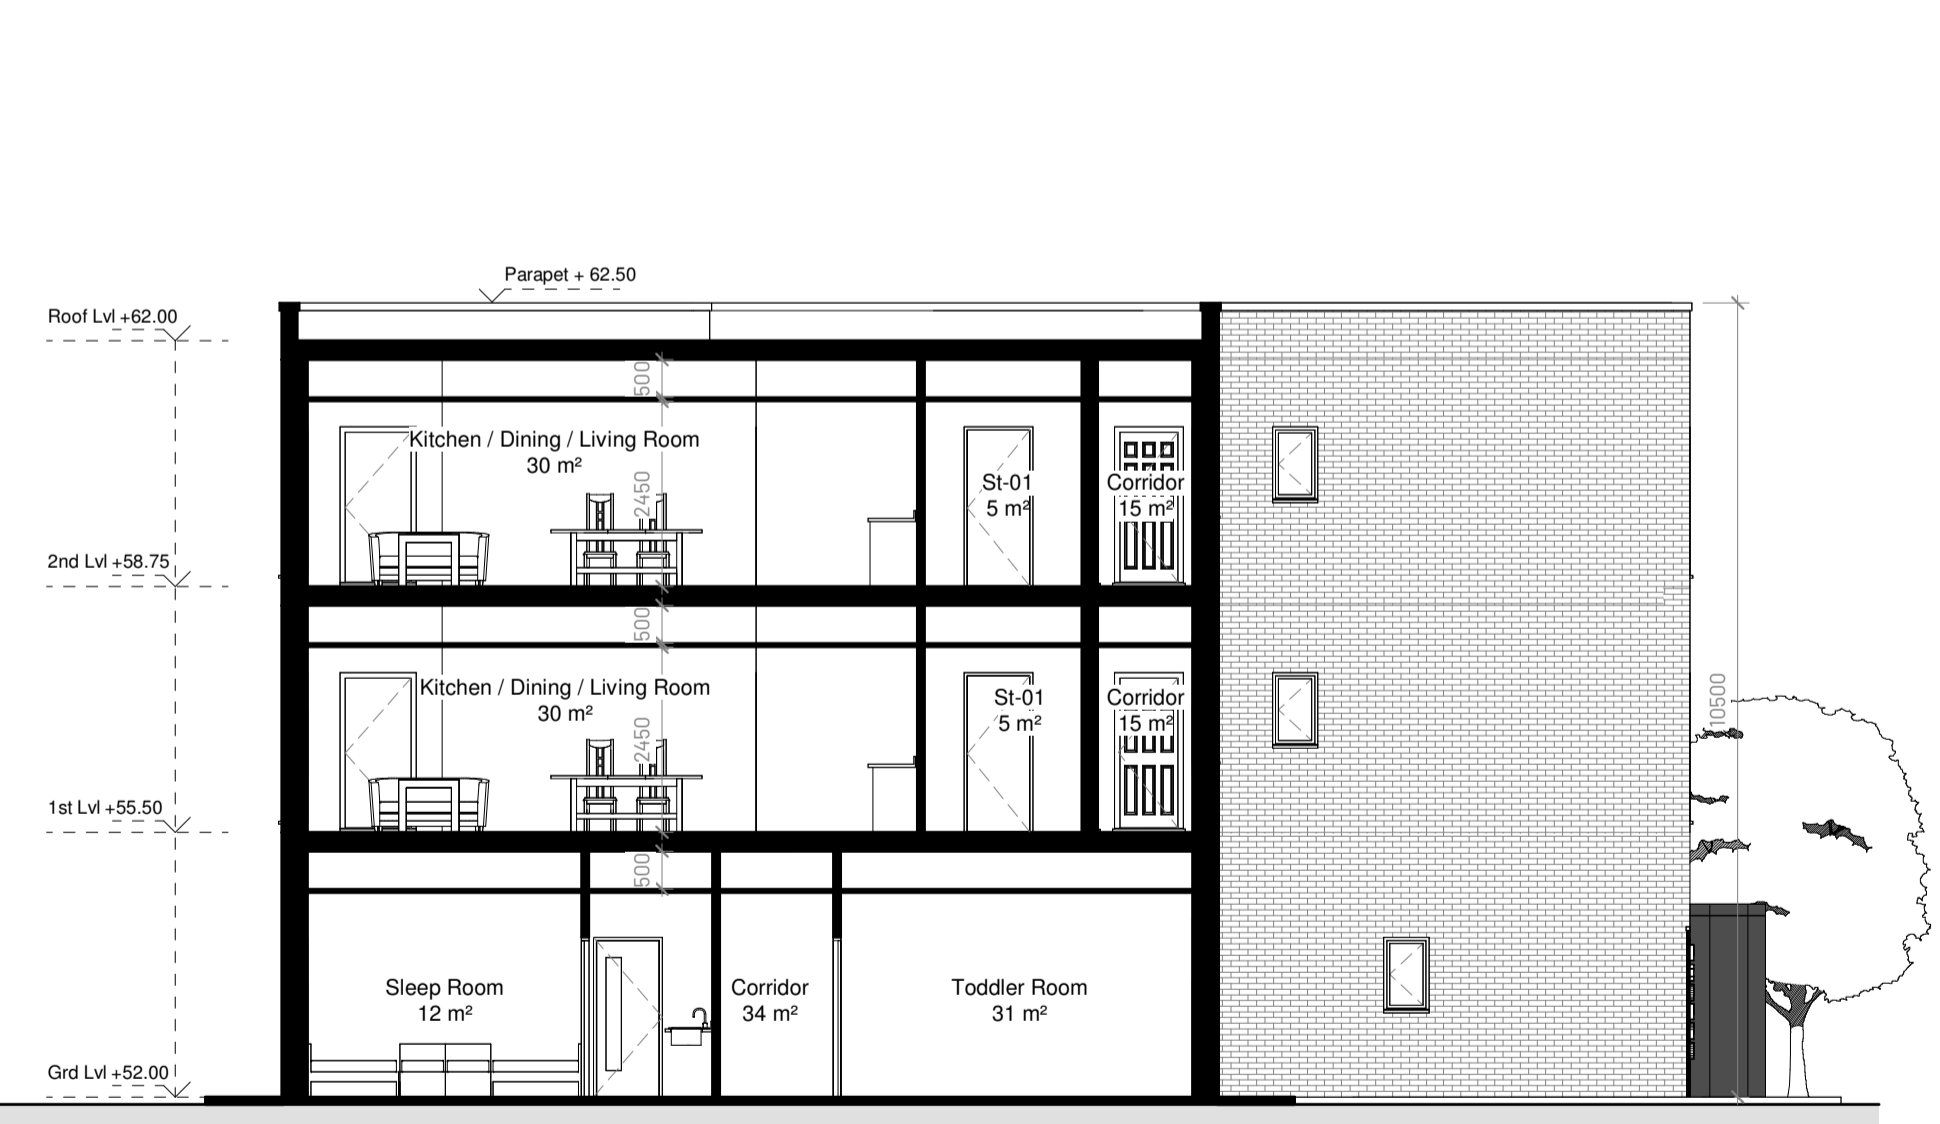 Parapet + 62.50
Roof Lvl +62.00
500
Kitchen / Dining / Living Room
30 m²
2450
St-01
5 m²
Corridor
15 m²
2nd Lvl +58.75
500
Kitchen / Dining / Living Room
30 m²
2450
St-01
5 m²
Corridor
15 m²
10500
1st Lvl +55.50
500
Sleep Room
12 m²
Corridor
34 m²
Toddler Room
31 m²
Grd Lvl +52.00